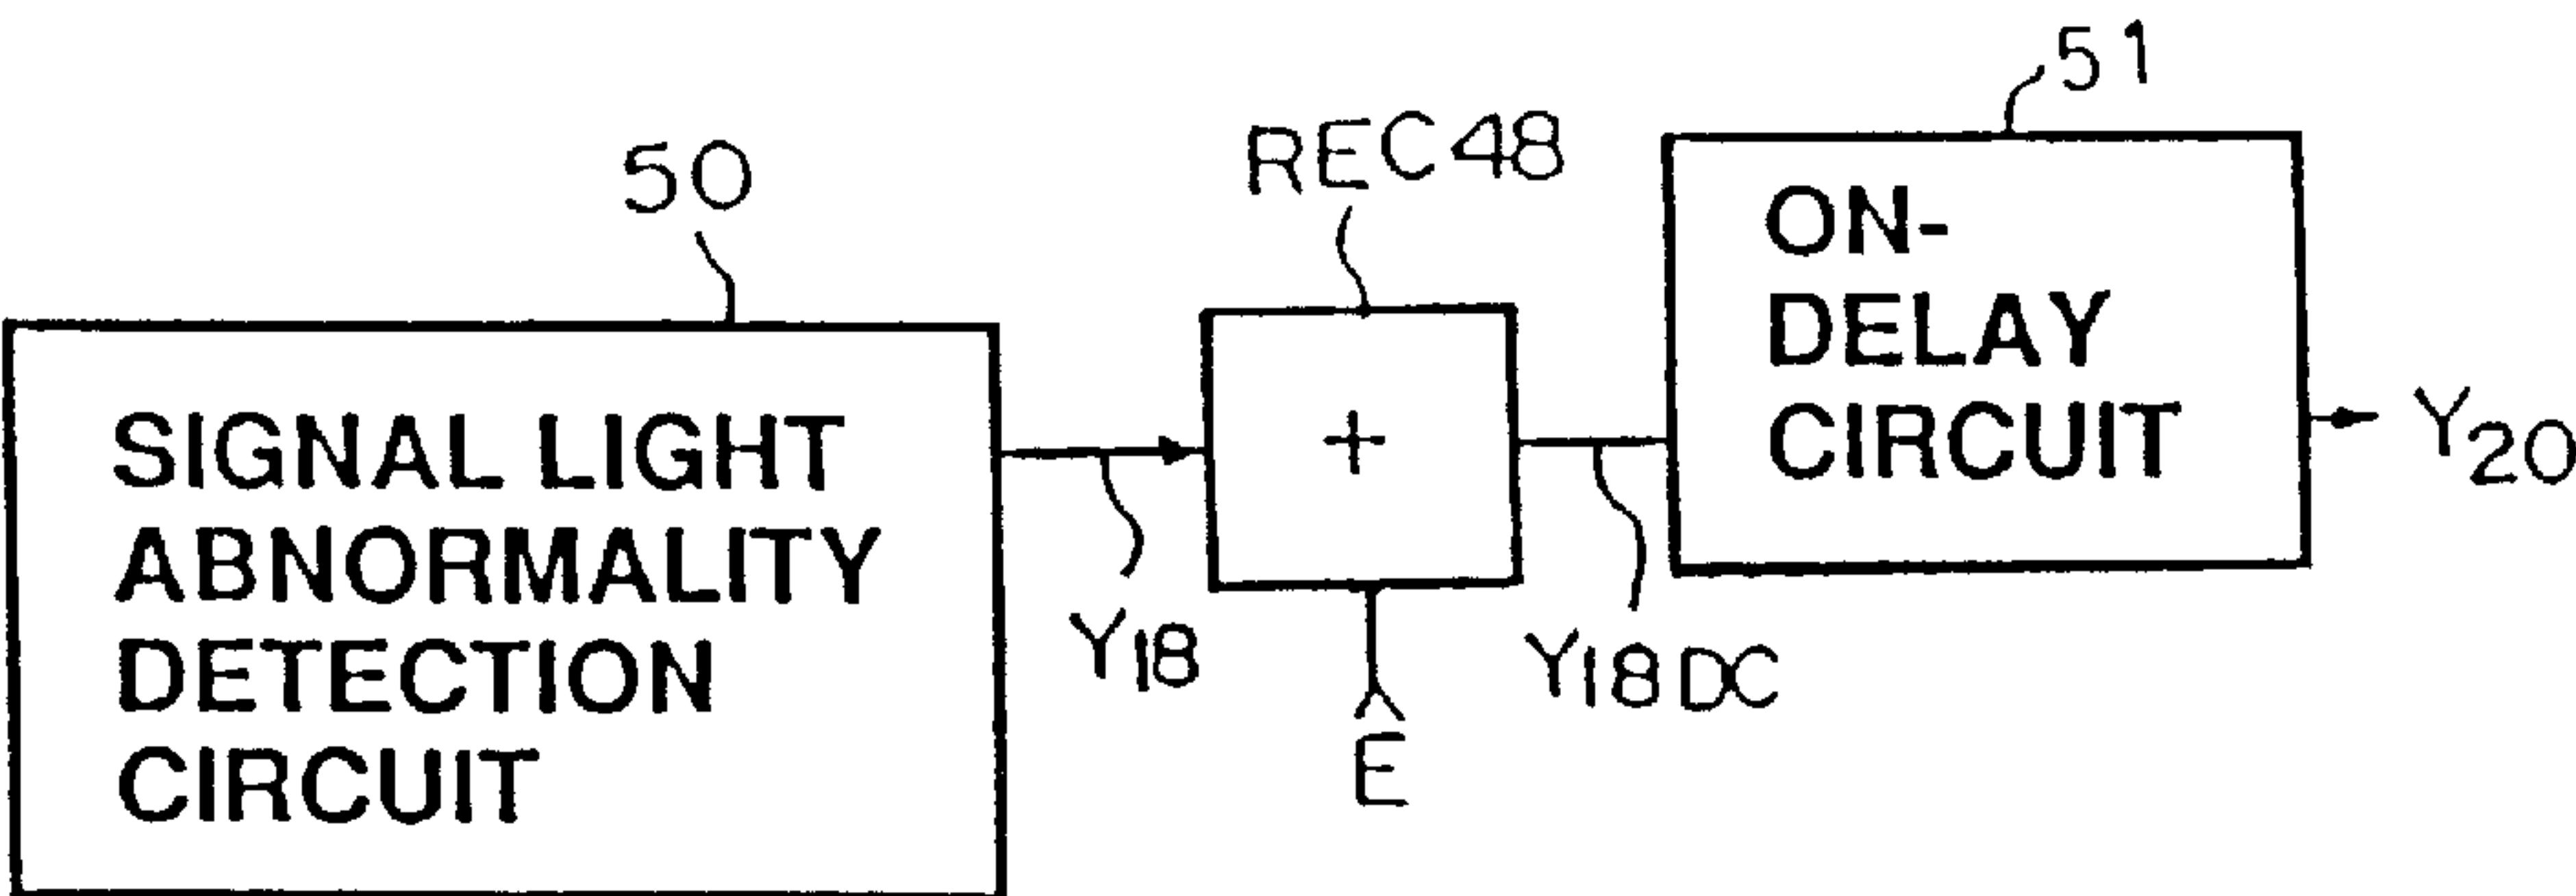 50
REC48
51
SIGNAL LIGHT
ABNORMALITY
DETECTION
CIRCUIT
Y18
+
E
Y18DC
ON-
DELAY
CIRCUIT
Y20